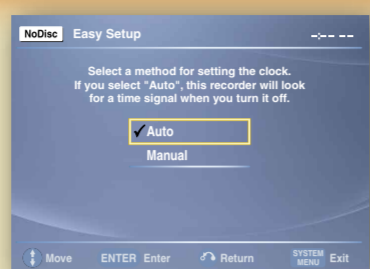 NoDisc Easy Setup -:-- --
Select a method for setting the clock.
If you select "Auto", this recorder will look
for a time signal when you turn it off.
✓Auto
Manual
Move ENTER Enter Return SYSTEM MENU Exit